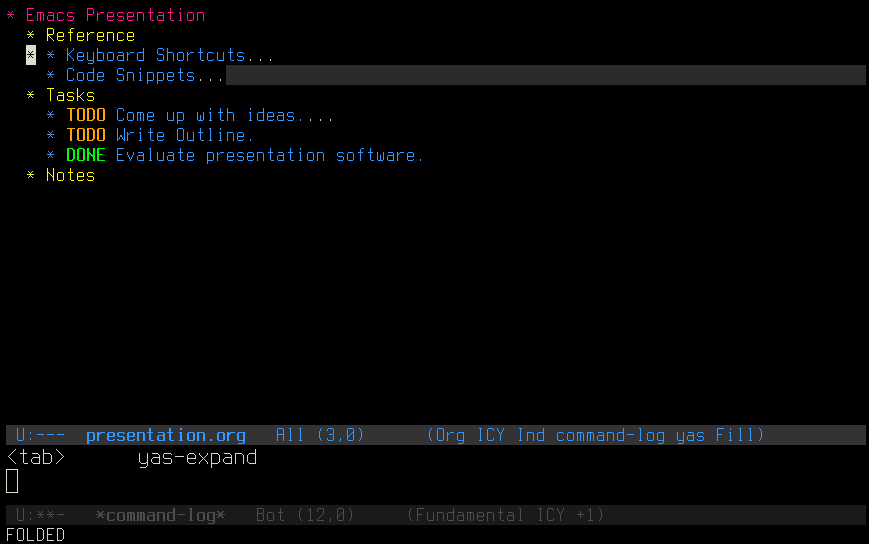 * Emacs Presentation
* Reference
* * Keyboard Shortcuts...
* Code Snippets...
* Tasks
* TODO Come up with ideas....
* TODO Write Outline.
* DONE Evaluate presentation software.
* Notes
U:--- presentation.org All (3,0) (Org ICY Ind command-log yas Fill)
<tab> yas-expand
U:**- *command-log* Bot (12,0) (Fundamental ICY +1)
FOLDED